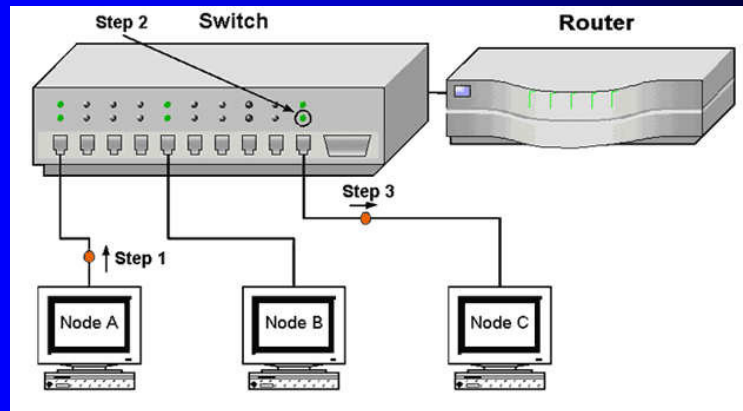 Step 2
Switch
Router
Step 3
Step 1
Node A
Node B
Node C